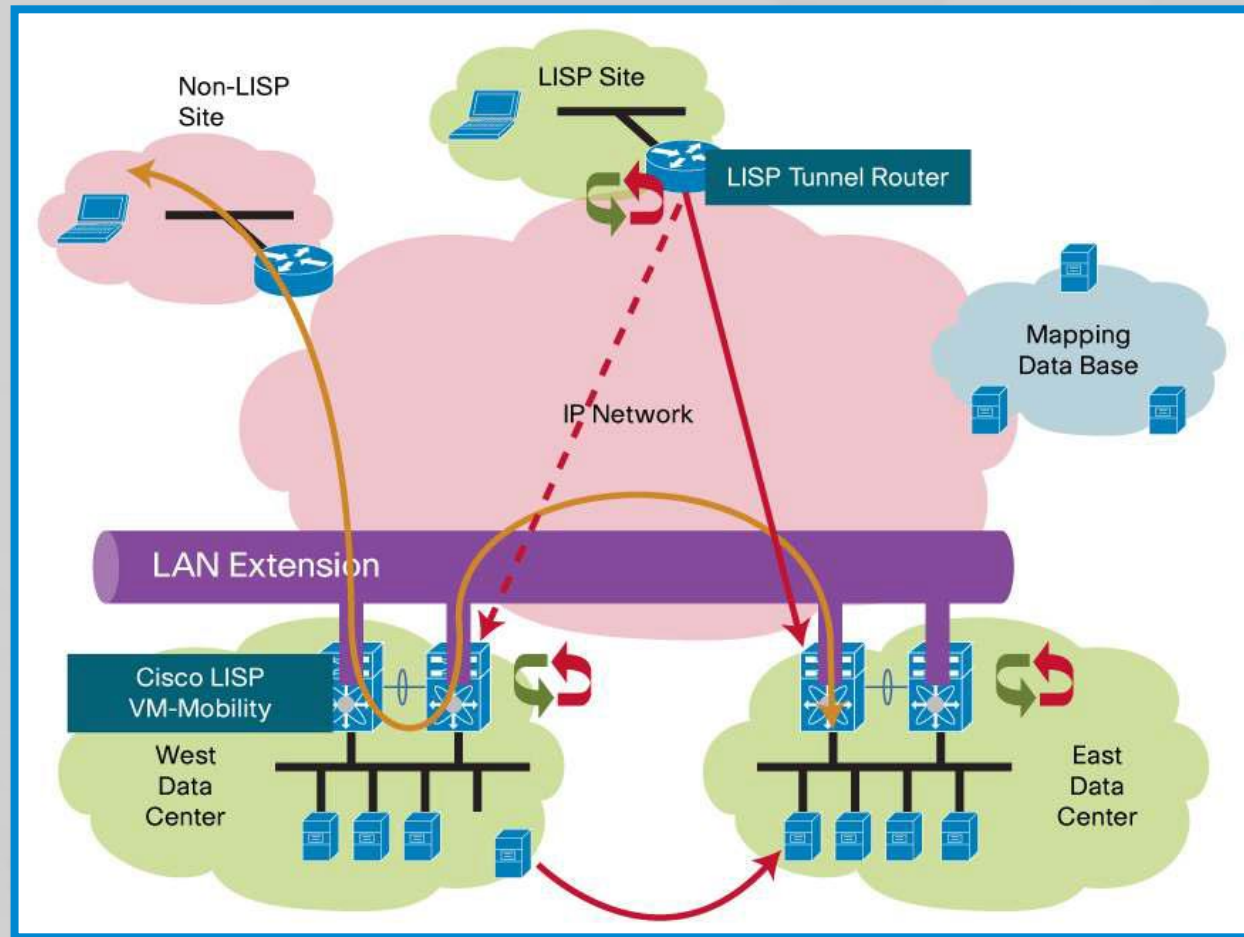 Non-LISP
Site
LISP Site
LISP Tunnel Router
Mapping
Data Base
IP Network
LAN Extension
Cisco LISP
VM-Mobility
West
Data
Center
East
Data
Center